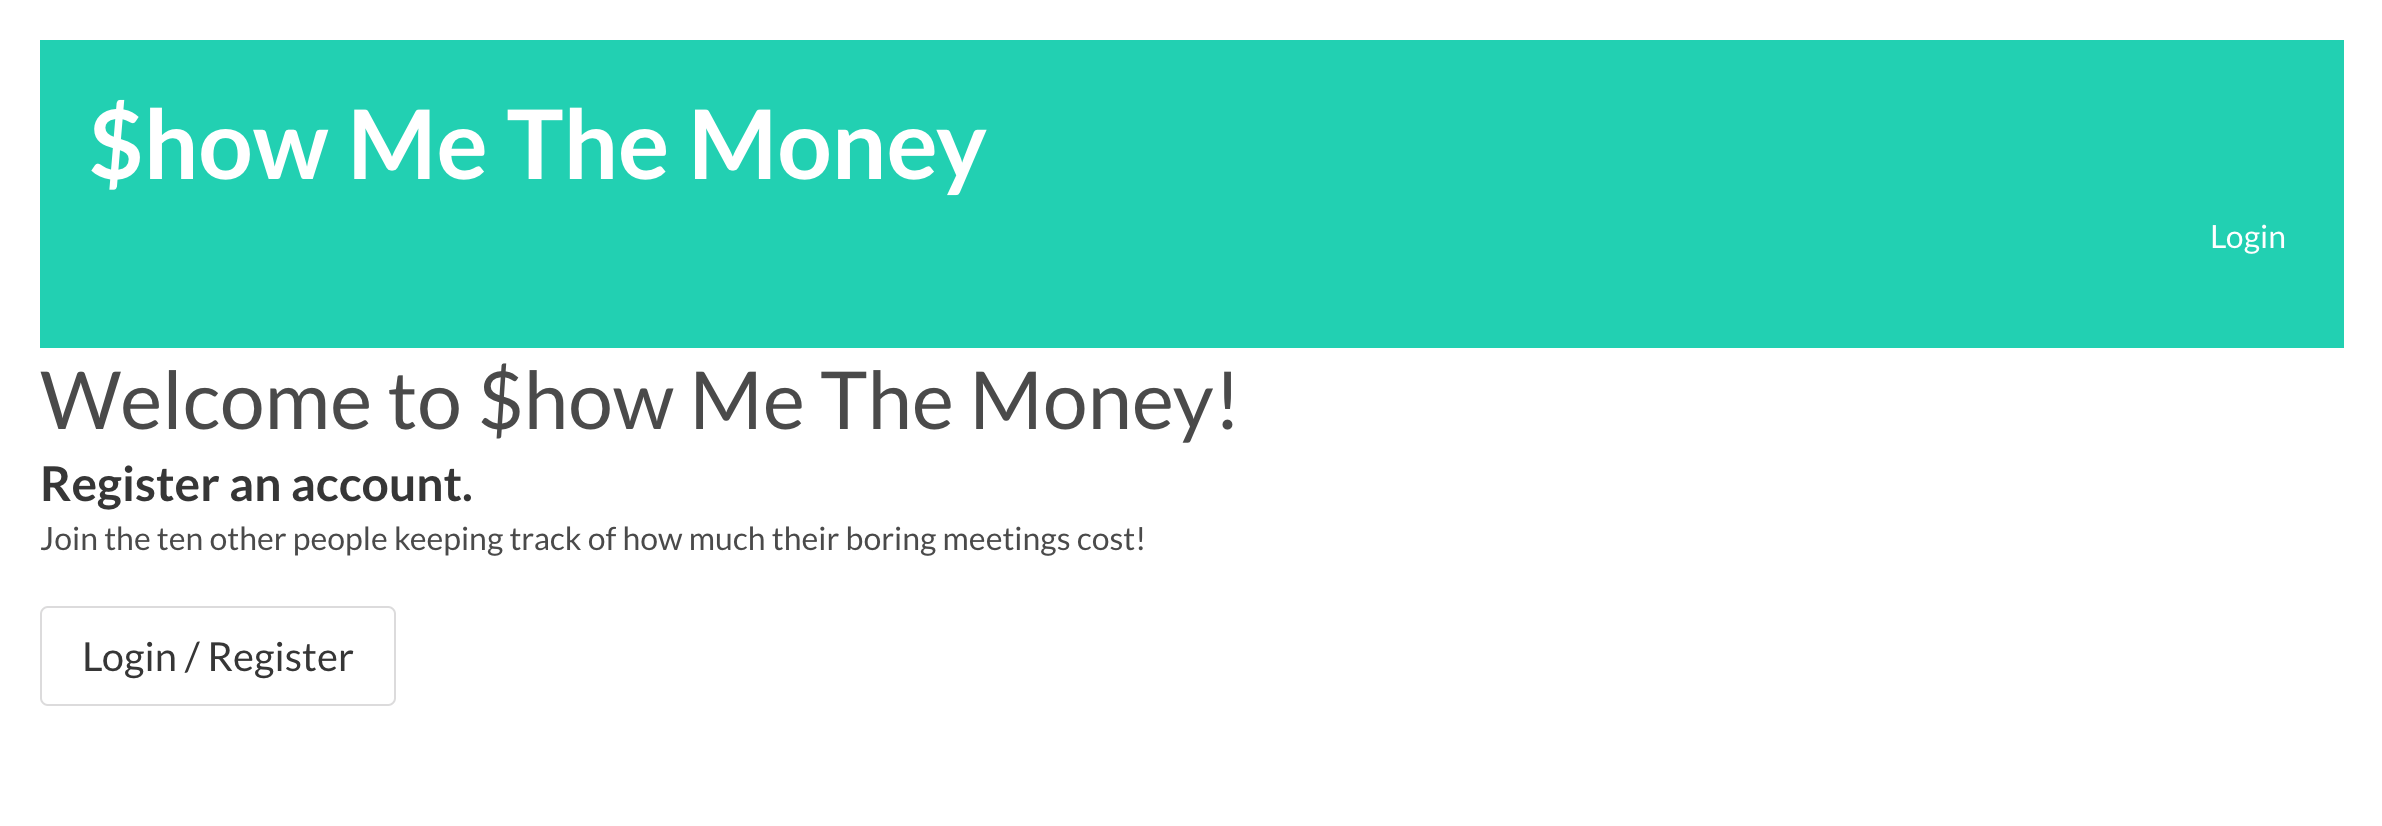 $how Me The Money
Login
Welcome to $how Me The Money!
Register an account.
Join the ten other people keeping track of how much their boring meetings cost!
Login / Register